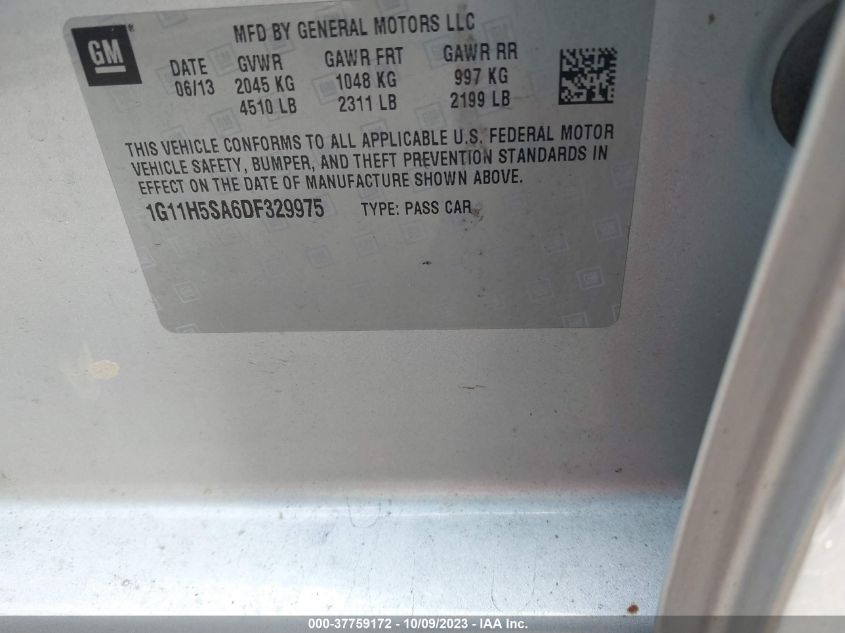 GM
MFD BY GENERAL MOTORS LLC
DATE GVWR GAWR FRT GAWR RR
06/13 2045 KG 1048 KG 997 KG
4510 LB 2311 LB 2199 LB
THIS VEHICLE CONFORMS TO ALL APPLICABLE U.S. FEDERAL MOTOR
VEHICLE SAFETY, BUMPER, AND THEFT PREVENTION STANDARDS IN
EFFECT ON THE DATE OF MANUFACTURE SHOWN ABOVE.
1G11H5SA6DF329975 TYPE: PASS CAR
000-37759172 - 10/09/2023 - IAA Inc.